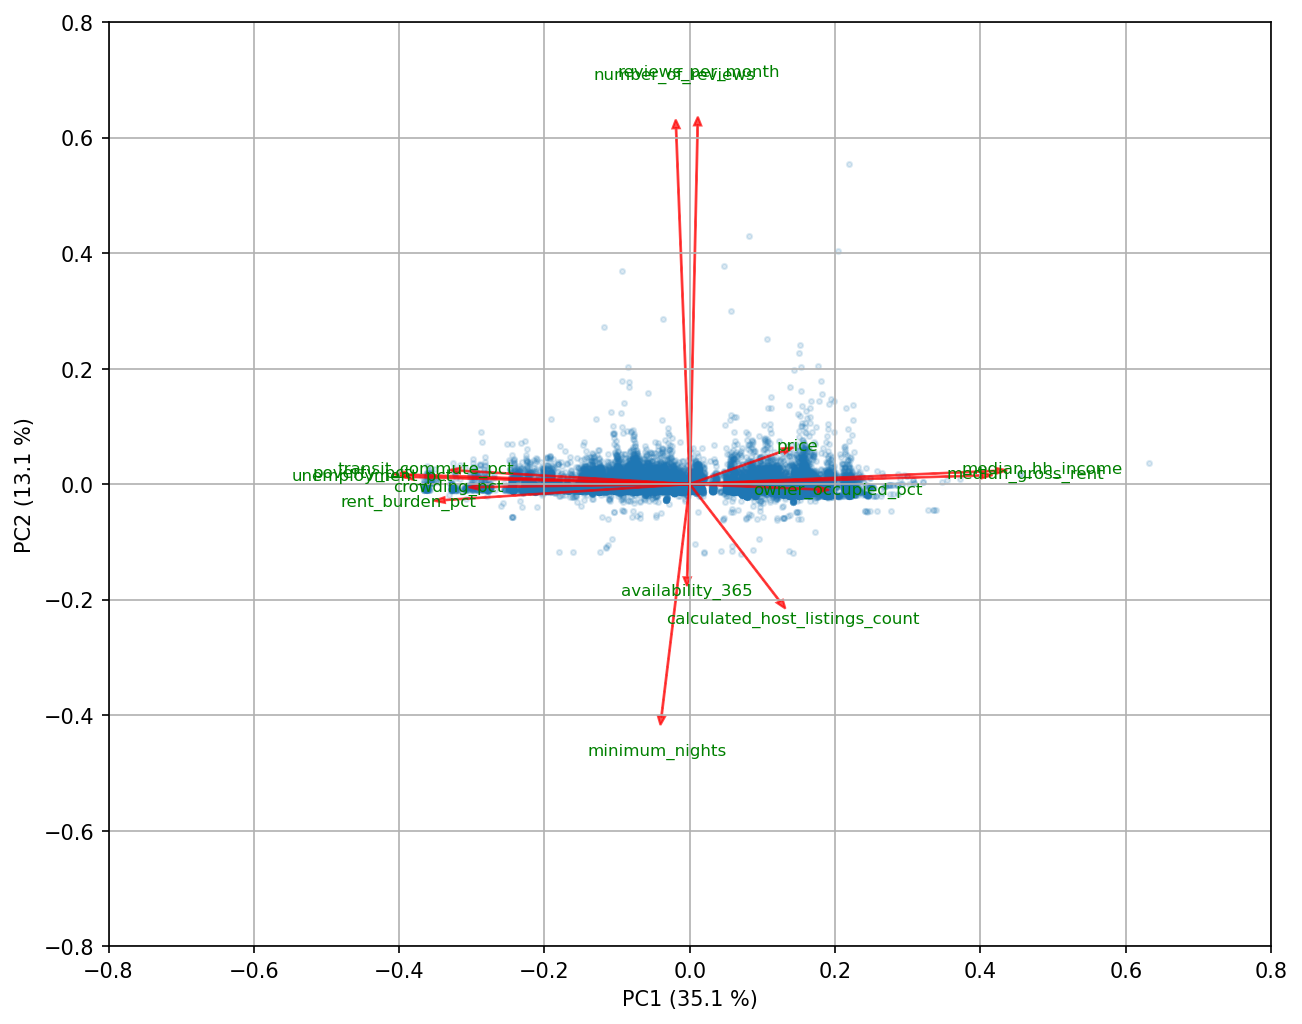 0.8
reviews_per_month
number_of_reviews
0.6
0.4
0.2
price
transit_commute_pct
median_hh_income
poverty_rate_pct
median_gross_rent
unemployment_pct
0.0
crowding_pct
owner_occupied_pct
rent_burden_pct
PC2 (13.1 %)
availability_365
−0.2
calculated_host_listings_count
−0.4
minimum_nights
−0.6
−0.8
−0.8 −0.6 −0.4 −0.2 0.0 0.2 0.4 0.6 0.8
PC1 (35.1 %)